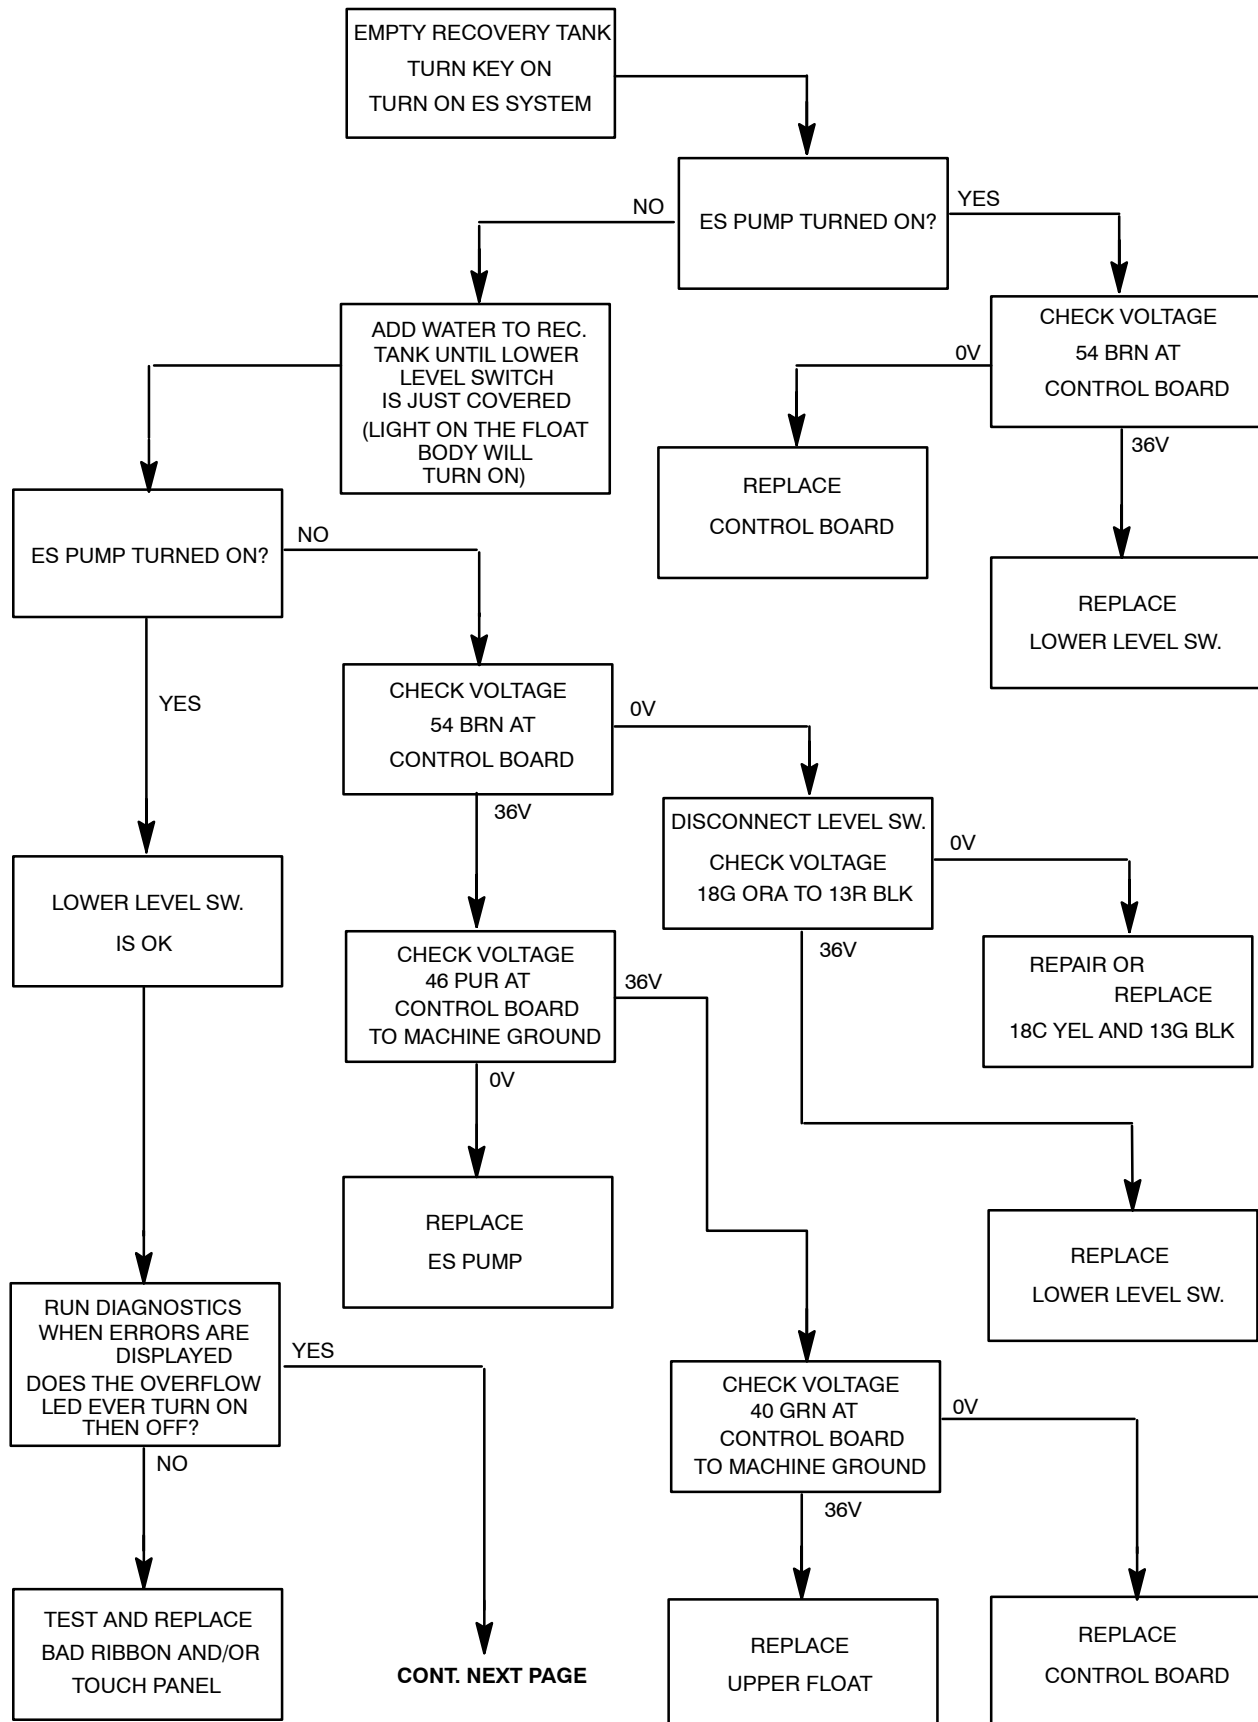 EMPTY RECOVERY TANK
TURN KEY ON
TURN ON ES SYSTEM
ES PUMP TURNED ON?
NO
YES
ADD WATER TO REC.
TANK UNTIL LOWER
LEVEL SWITCH
IS JUST COVERED
(LIGHT ON THE FLOAT
BODY WILL
TURN ON)
CHECK VOLTAGE
54 BRN AT
CONTROL BOARD
0V
36V
REPLACE
CONTROL BOARD
REPLACE
LOWER LEVEL SW.
ES PUMP TURNED ON?
NO
YES
CHECK VOLTAGE
54 BRN AT
CONTROL BOARD
0V
36V
DISCONNECT LEVEL SW.
CHECK VOLTAGE
18G ORA TO 13R BLK
0V
36V
LOWER LEVEL SW.
IS OK
CHECK VOLTAGE
46 PUR AT
CONTROL BOARD
TO MACHINE GROUND
36V
0V
REPAIR OR
REPLACE
18C YEL AND 13G BLK
REPLACE
ES PUMP
REPLACE
LOWER LEVEL SW.
RUN DIAGNOSTICS
WHEN ERRORS ARE
DISPLAYED
DOES THE OVERFLOW
LED EVER TURN ON
THEN OFF?
YES
NO
CHECK VOLTAGE
40 GRN AT
CONTROL BOARD
TO MACHINE GROUND
0V
36V
TEST AND REPLACE
BAD RIBBON AND/OR
TOUCH PANEL
CONT. NEXT PAGE
REPLACE
UPPER FLOAT
REPLACE
CONTROL BOARD